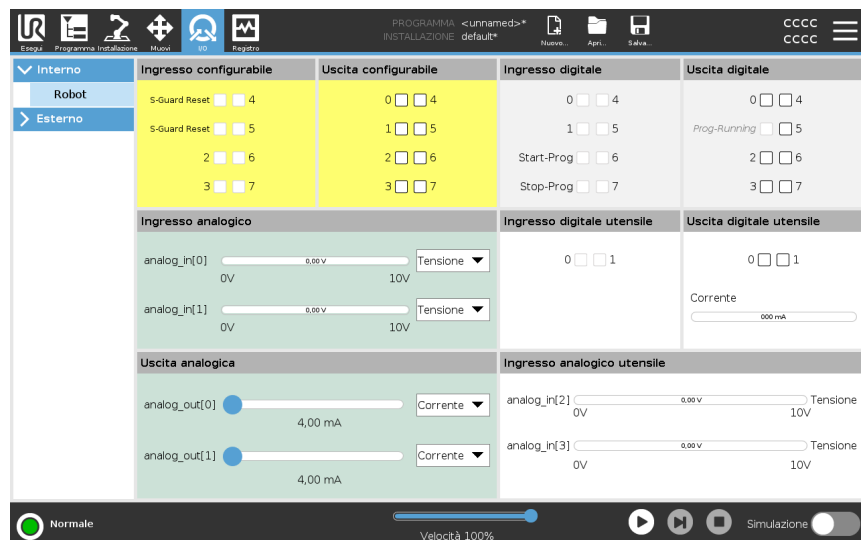 PROGRAMMA <unnamed>*
INSTALLAZIONE default*
Esegui Programma Installazione Muovi I/O Registro
Nuovo... Apri... Salva...
CCCC
CCCC
Interno
Robot
Esterno
Ingresso configurabile
S-Guard Reset 4
S-Guard Reset 5
2 6
3 7
Uscita configurabile
0 4
1 5
2 6
3 7
Ingresso digitale
0 4
1 5
Start-Prog 6
Stop-Prog 7
Uscita digitale
0 4
Prog-Running 5
2 6
3 7
Ingresso analogico
analog_in[0] 0,00 V Tensione
0V 10V
analog_in[1] 0,00 V Tensione
0V 10V
Ingresso digitale utensile
0 1
Uscita digitale utensile
0 1
Corrente
000 mA
Uscita analogica
analog_out[0] Corrente
4,00 mA
analog_out[1] Corrente
4,00 mA
Ingresso analogico utensile
analog_in[2] 0,00 V Tensione
0V 10V
analog_in[3] 0,00 V Tensione
0V 10V
Normale
Velocità 100%
Simulazione